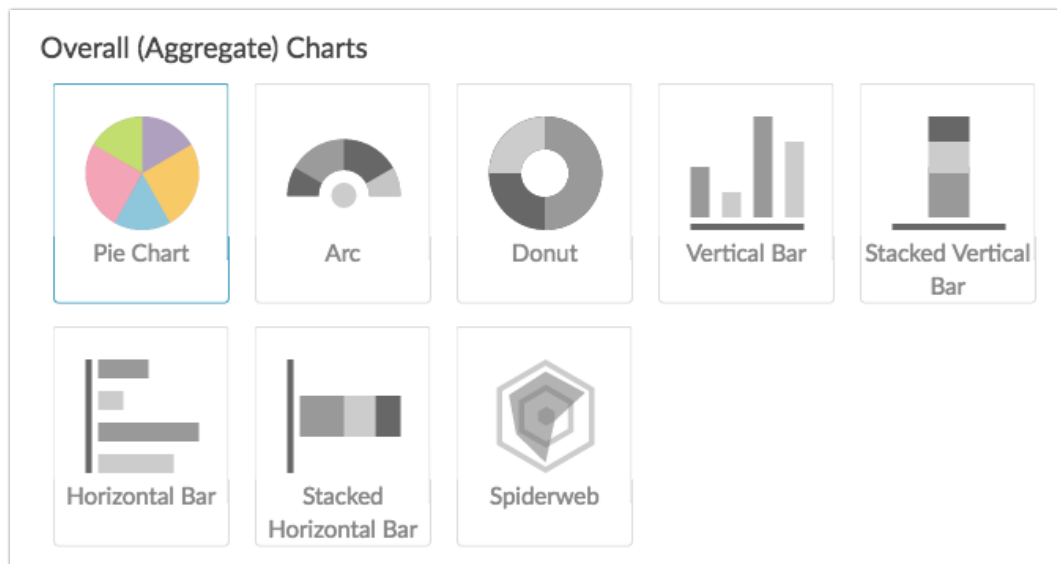 Overall (Aggregate) Charts
Pie Chart
Arc
Donut
Vertical Bar
Stacked Vertical
Bar
Horizontal Bar
Stacked
Horizontal Bar
Spiderweb